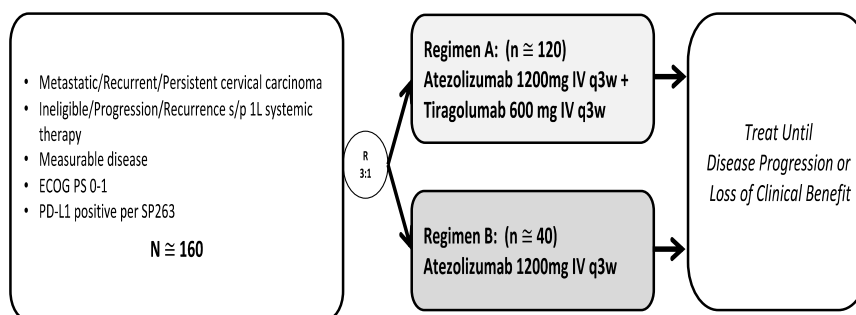 • Metastatic/Recurrent/Persistent cervical carcinoma
• Ineligible/Progression/Recurrence s/p 1L systemic
therapy
• Measurable disease
• ECOG PS 0-1
• PD-L1 positive per SP263
N ≅ 160
R
3:1
Regimen A: (n ≅ 120)
Atezolizumab 1200mg IV q3w +
Tiragolumab 600 mg IV q3w
Regimen B: (n ≅ 40)
Atezolizumab 1200mg IV q3w
Treat Until
Disease Progression or
Loss of Clinical Benefit